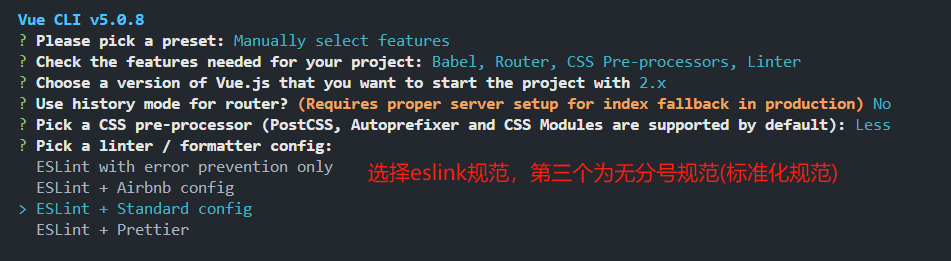 Vue CLI v5.0.8
? Please pick a preset: Manually select features
? Check the features needed for your project: Babel, Router, CSS Pre-processors, Linter
? Choose a version of Vue.js that you want to start the project with 2.x
? Use history mode for router? (Requires proper server setup for index fallback in production) No
? Pick a CSS pre-processor (PostCSS, Autoprefixer and CSS Modules are supported by default): Less
? Pick a linter / formatter config:
ESLint with error prevention only
选择eslink规范，第三个为无分号规范(标准化规范)
ESLint + Airbnb config
> ESLint + Standard config
ESLint + Prettier